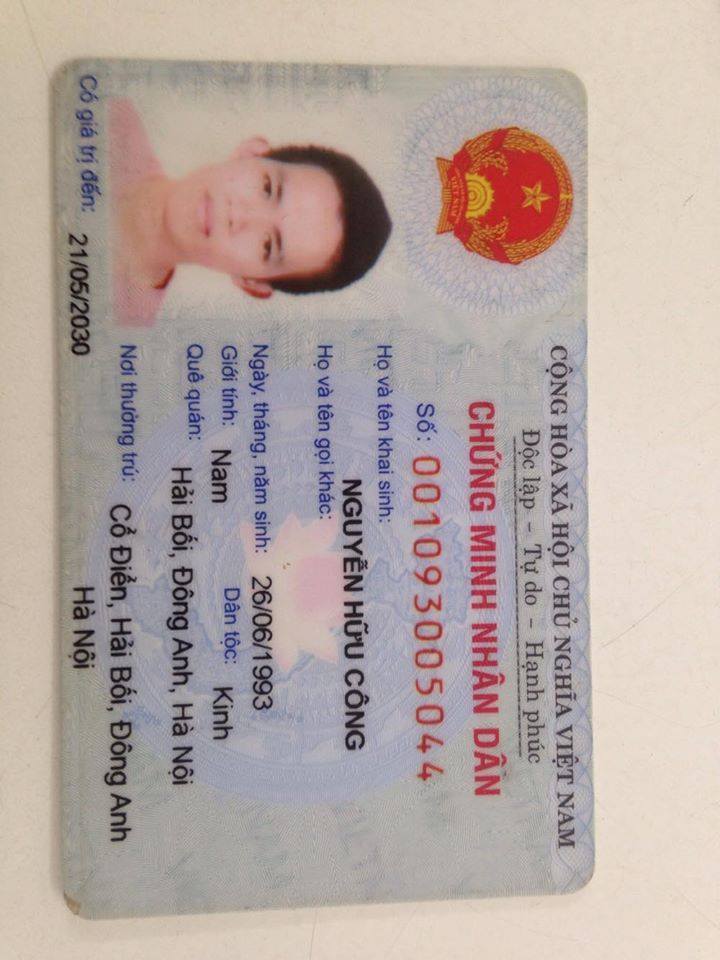 CỘNG HÒA XÃ HỘI CHỦ NGHĨA VIỆT NAM
Độc lập - Tự do - Hạnh phúc
CHỨNG MINH NHÂN DÂN
Số: 001093005044
Họ và tên khai sinh:
NGUYỄN HỮU CÔNG
Họ và tên gọi khác:
Ngày, tháng, năm sinh: 26/06/1993
Giới tính: Nam Dân tộc: Kinh
Quê quán: Hải Bối, Đông Anh, Hà Nội
Nơi thường trú: Cổ Điển, Hải Bối, Đông Anh
Hà Nội
Có giá trị đến: 21/05/2030
VIỆT NAM